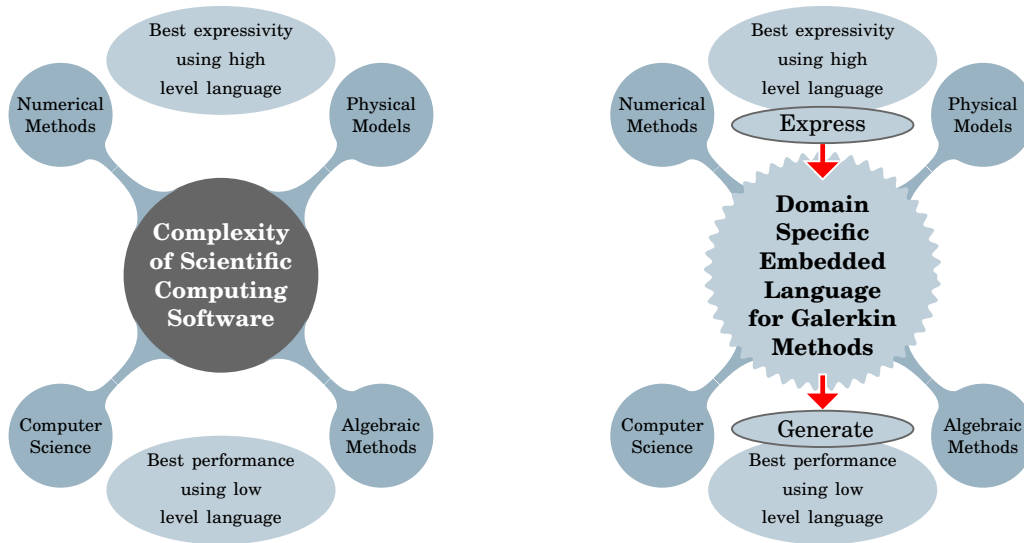 Best expressivity
using high
level language
Numerical
Methods
Physical
Models
Complexity
of Scientific
Computing
Software
Computer
Science
Algebraic
Methods
Best performance
using low
level language
Best expressivity
using high
level language
Numerical
Methods
Physical
Models
Express
Domain
Specific
Embedded
Language
for Galerkin
Methods
Computer
Science
Algebraic
Methods
Generate
Best performance
using low
level language